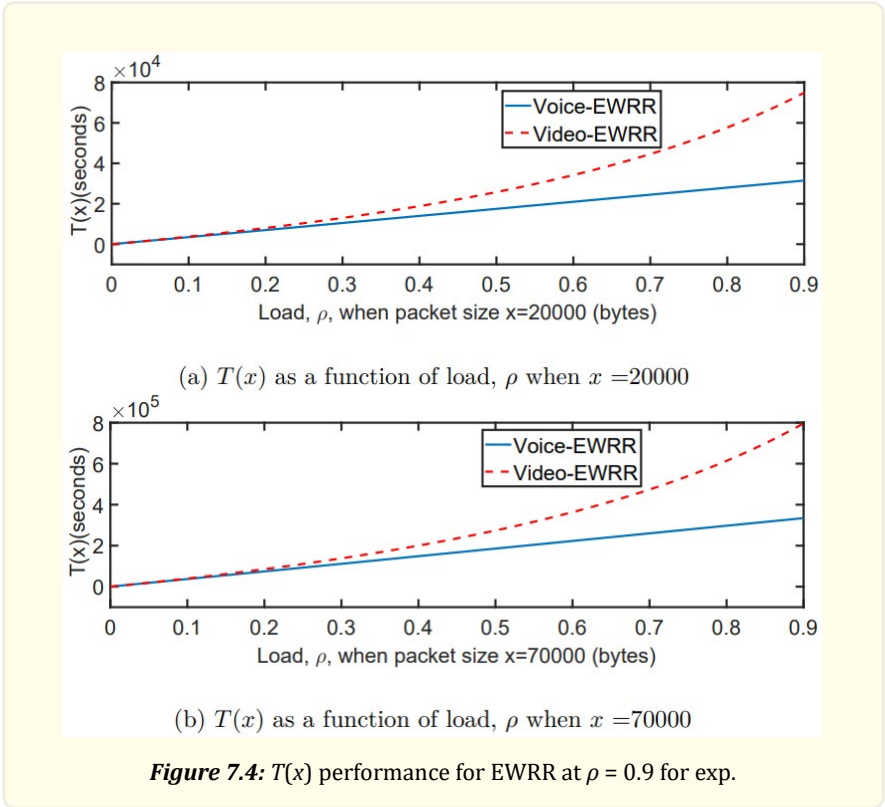 ×10⁴
8
6
4
2
0
T(x)(seconds)
Voice-EWRR
Video-EWRR
0 0.1 0.2 0.3 0.4 0.5 0.6 0.7 0.8 0.9
Load, ρ, when packet size x=20000 (bytes)
(a) T(x) as a function of load, ρ when x =20000
×10⁵
8
6
4
2
0
T(x)(seconds)
Voice-EWRR
Video-EWRR
0 0.1 0.2 0.3 0.4 0.5 0.6 0.7 0.8 0.9
Load, ρ, when packet size x=70000 (bytes)
(b) T(x) as a function of load, ρ when x =70000
Figure 7.4: T(x) performance for EWRR at ρ = 0.9 for exp.